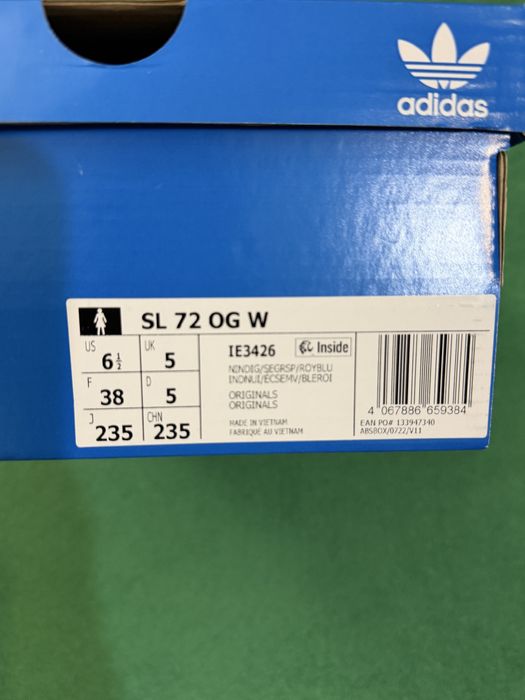 adidas
SL 72 OG W
US 6½ UK 5
F 38 D 5
J 235 CHN 235
IE3426 Inside
NINDIG/SEGRSP/ROYBLU
INDNUI/ECSEMV/BLEROI
ORIGINALS
ORIGINALS
MADE IN VIETNAM
FABRIQUÉ AU VIETNAM
4 067886 659384
EAN PO# 133947340
ABSBOX/0722/V11